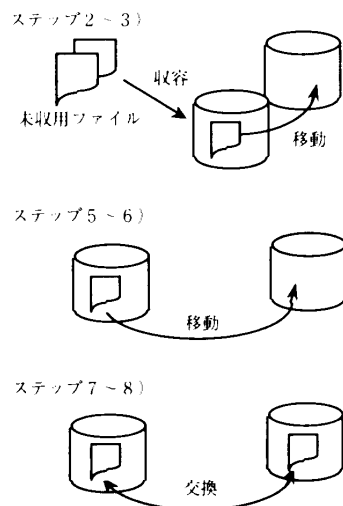 ステップ2~3)
収容
未収用ファイル
移動
ステップ5~6)
移動
ステップ7~8)
交換